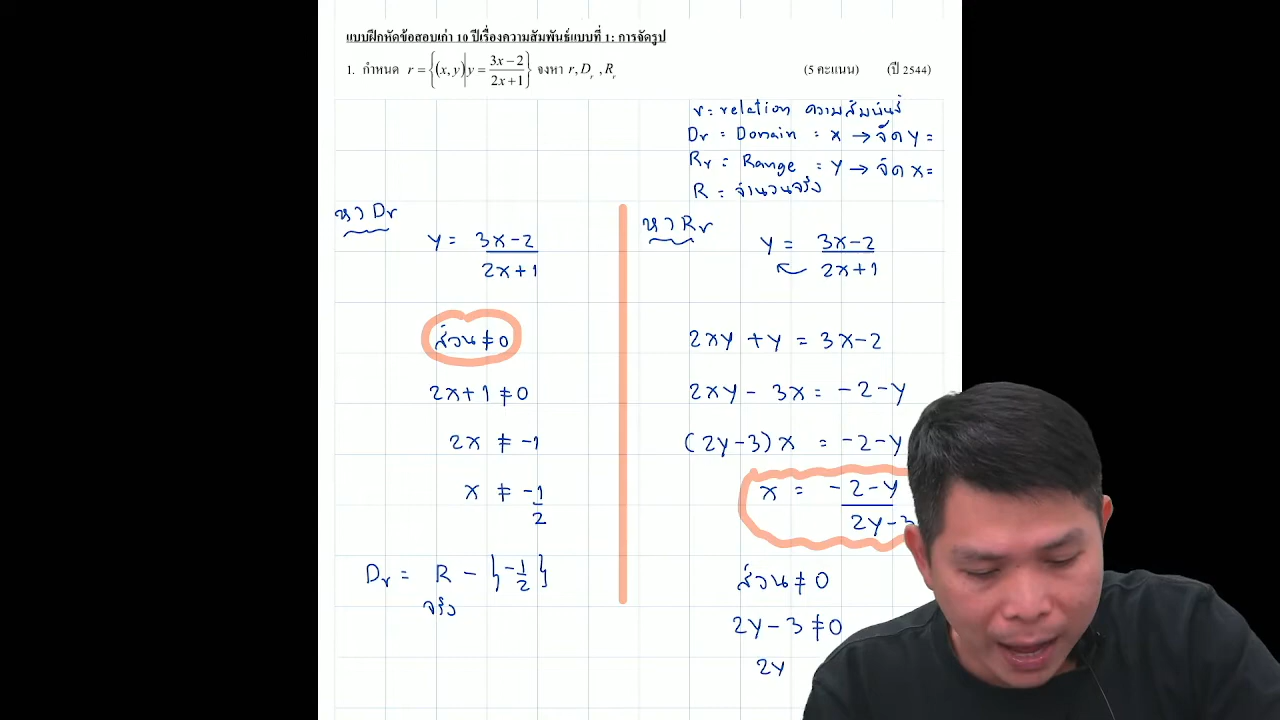 แบบฝึกหัดข้อสอบเก่า 10 ปีเรื่องความสัมพันธ์แบบที่ 1: การจัดรูป
1. กำหนด r = {(x, y)|y = (3x − 2)/(2x + 1)} จงหา r, Dᵣ , Rᵣ (5 คะแนน) (ปี 2544)
r = relation ความสัมพันธ์
Dr = Domain = x → จัด y =
Rr = Range = y → จัด x =
R = จำนวนจริง
หา Dr
y = (3x − 2)/(2x + 1)
ส่วน ≠ 0
2x + 1 ≠ 0
2x ≠ −1
x ≠ −1/2
Dr = R − {−1/2}
จริง
หา Rr
y = (3x − 2)/(2x + 1)
2xy + y = 3x − 2
2xy − 3x = −2 − y
(2y − 3) x = −2 − y
x = (−2 − y)/(2y − 3)
ส่วน ≠ 0
2y − 3 ≠ 0
2y